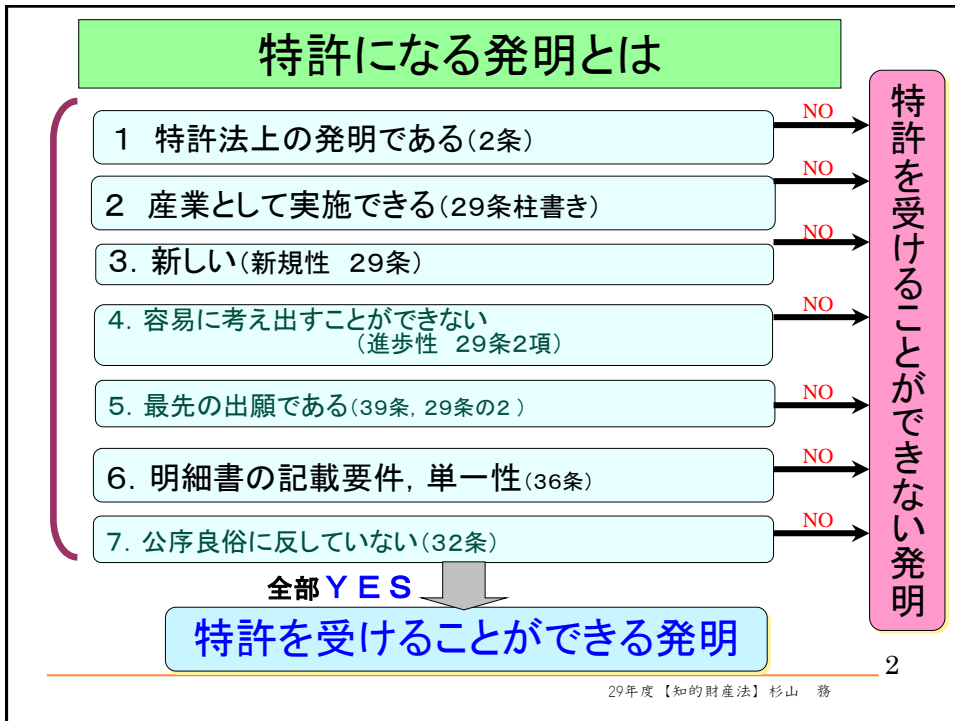 特許になる発明とは
１ 特許法上の発明である(2条)
NO
２ 産業として実施できる(29条柱書き)
NO
３．新しい(新規性　29条)
NO
４．容易に考え出すことができない
（進歩性　29条2項）
NO
５．最先の出願である(39条，29条の2 )
NO
６．明細書の記載要件，単一性(36条)
NO
７．公序良俗に反していない(32条)
NO
特許を受けることができない発明
全部ＹＥＳ
特許を受けることができる発明
2
29年度【知的財産法】杉山　務